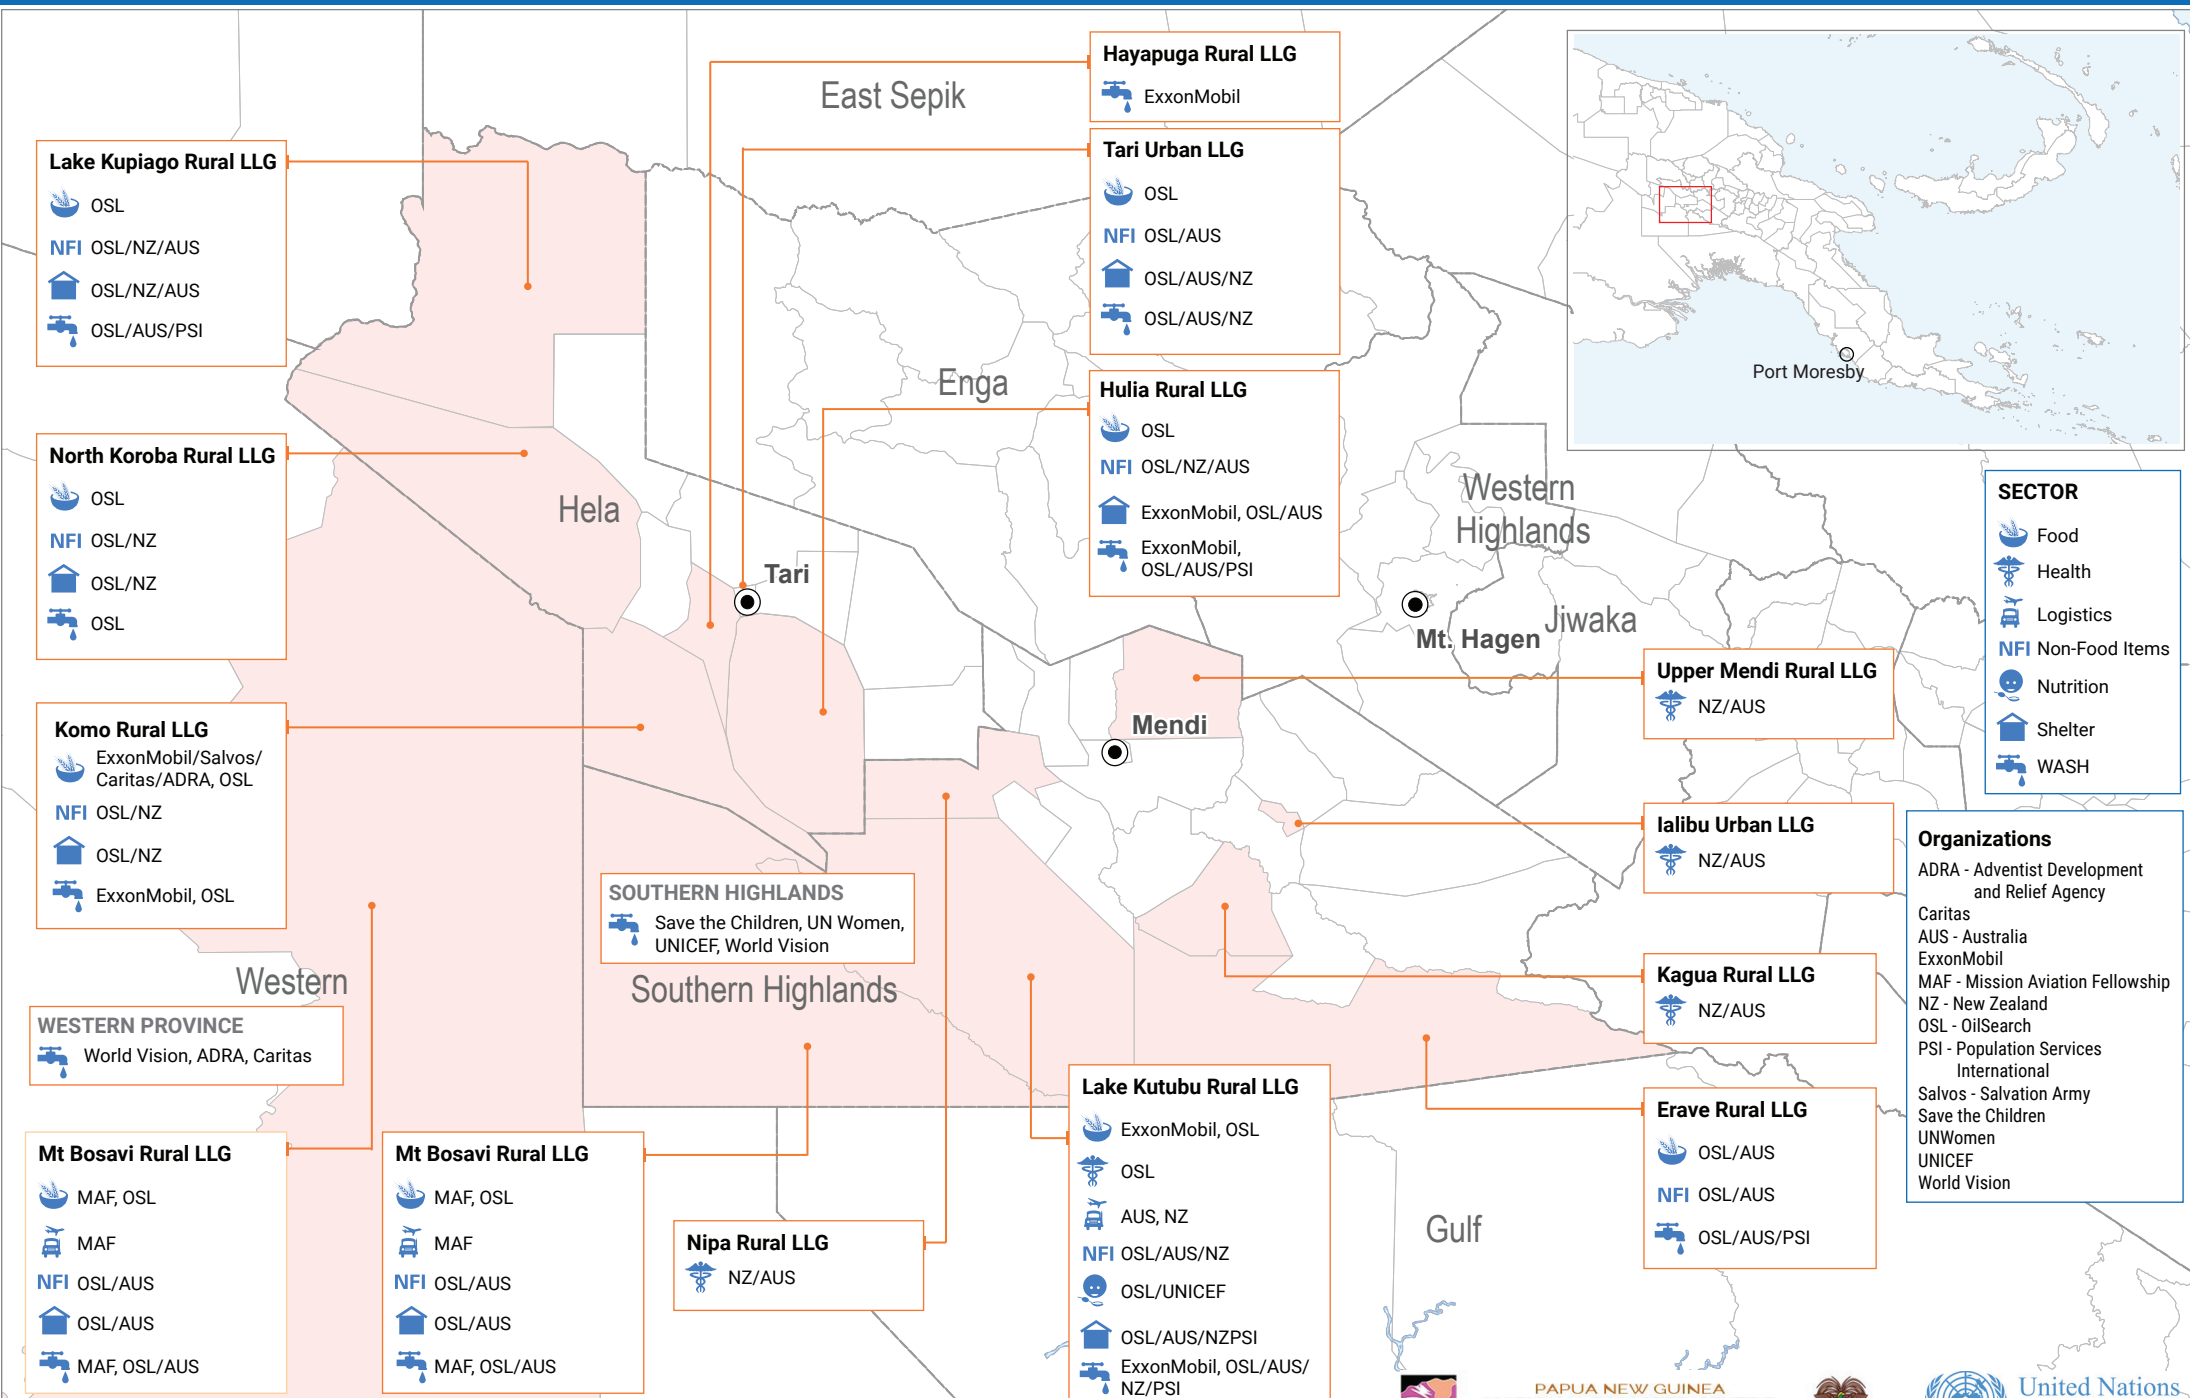 Hayapuga Rural LLG
ExxonMobil
East Sepik
Tari Urban LLG
OSL
NFI OSL/AUS
OSL/AUS/NZ
OSL/AUS/NZ
Lake Kupiago Rural LLG
OSL
NFI OSL/NZ/AUS
OSL/NZ/AUS
OSL/AUS/PSI
Port Moresby
Enga
Hulia Rural LLG
OSL
NFI OSL/NZ/AUS
ExxonMobil, OSL/AUS
ExxonMobil,
OSL/AUS/PSI
North Koroba Rural LLG
OSL
NFI OSL/NZ
OSL/NZ
OSL
Hela
Tari
Western
Highlands
Mt. Hagen
Jiwaka
SECTOR
Food
Health
Logistics
NFI Non-Food Items
Nutrition
Shelter
WASH
Komo Rural LLG
ExxonMobil/Salvos/
Caritas/ADRA, OSL
NFI OSL/NZ
OSL/NZ
ExxonMobil, OSL
Mendi
Upper Mendi Rural LLG
NZ/AUS
Ialibu Urban LLG
NZ/AUS
Organizations
ADRA - Adventist Development
and Relief Agency
Caritas
AUS - Australia
ExxonMobil
MAF - Mission Aviation Fellowship
NZ - New Zealand
OSL - OilSearch
PSI - Population Services
International
Salvos - Salvation Army
Save the Children
UNWomen
UNICEF
World Vision
SOUTHERN HIGHLANDS
Save the Children, UN Women,
UNICEF, World Vision
Southern Highlands
Western
WESTERN PROVINCE
World Vision, ADRA, Caritas
Kagua Rural LLG
NZ/AUS
Mt Bosavi Rural LLG
MAF, OSL
MAF
NFI OSL/AUS
OSL/AUS
MAF, OSL/AUS
Mt Bosavi Rural LLG
MAF, OSL
MAF
NFI OSL/AUS
OSL/AUS
MAF, OSL/AUS
Nipa Rural LLG
NZ/AUS
Lake Kutubu Rural LLG
ExxonMobil, OSL
OSL
AUS, NZ
NFI OSL/AUS/NZ
OSL/UNICEF
OSL/AUS/NZPSI
ExxonMobil, OSL/AUS/
NZ/PSI
Erave Rural LLG
OSL/AUS
NFI OSL/AUS
OSL/AUS/PSI
Gulf
PAPUA NEW GUINEA
United Nations